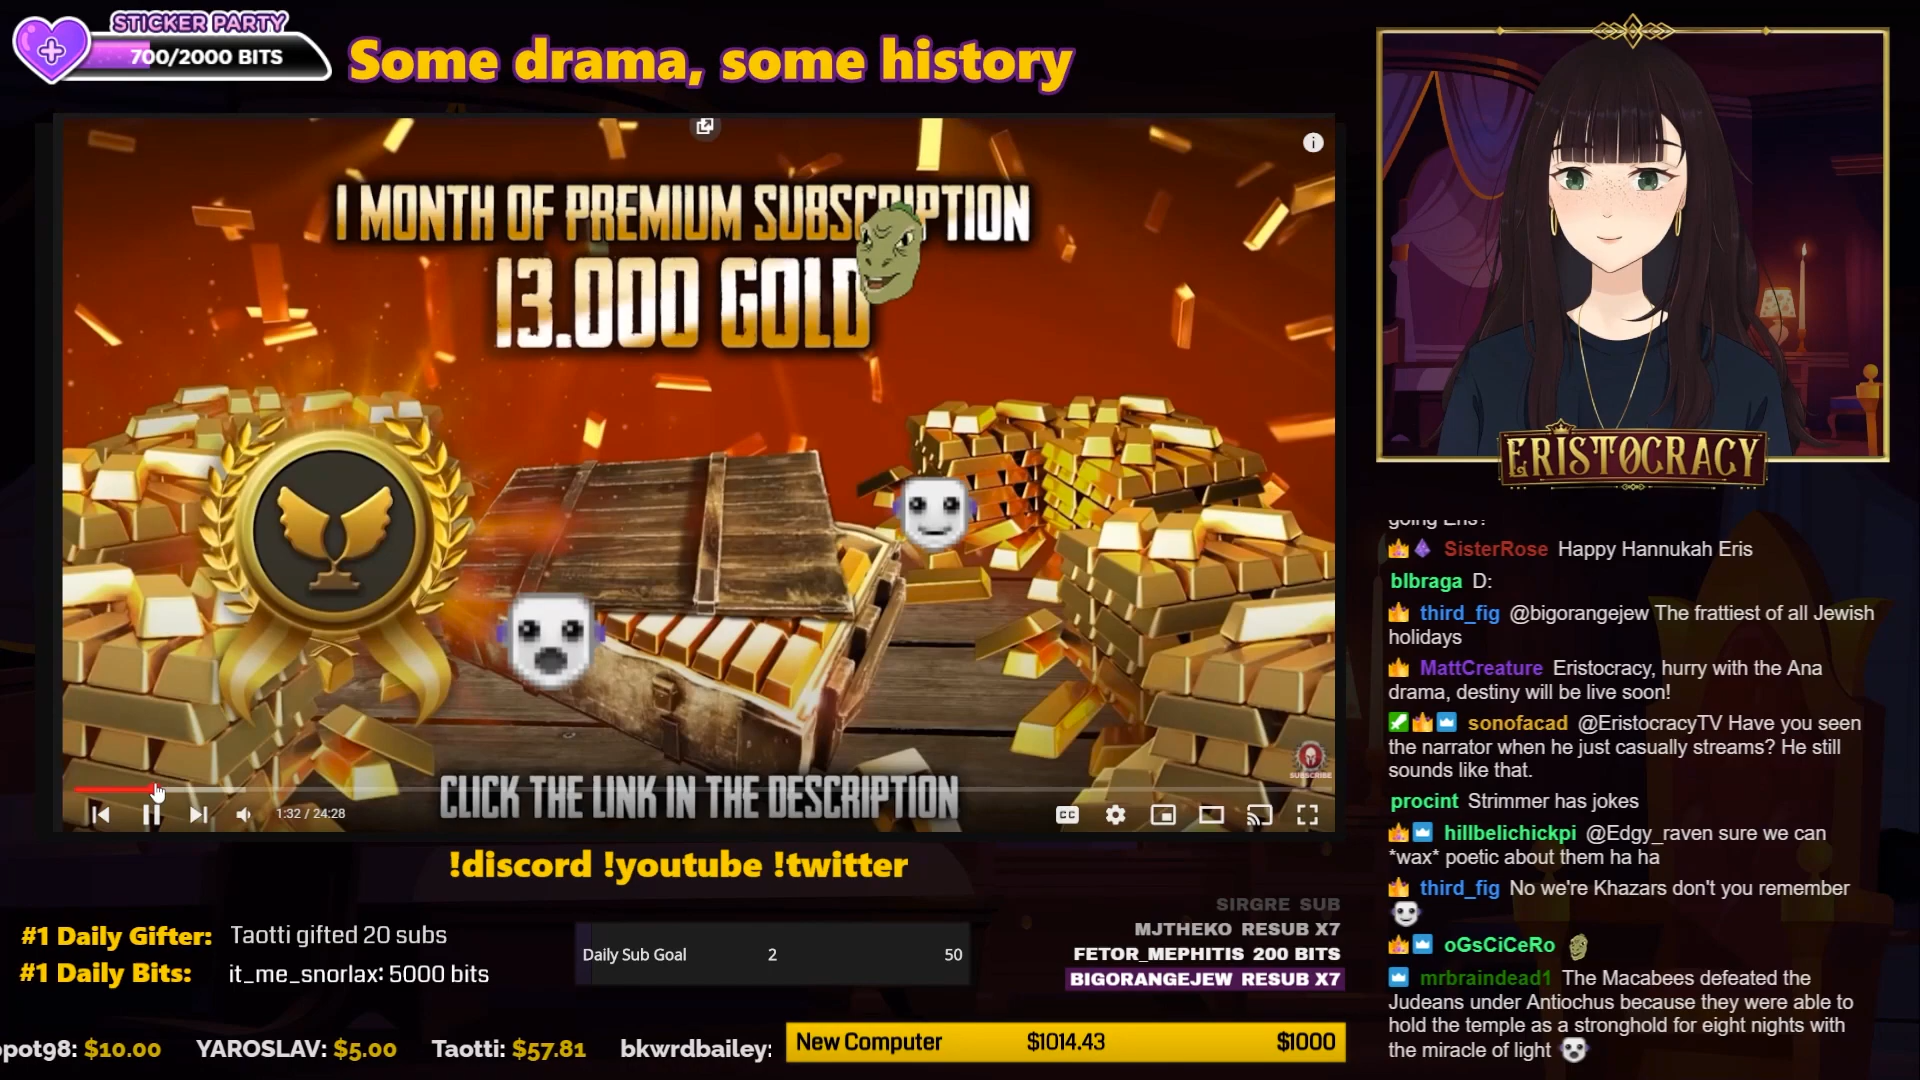 STICKER PARTY
700/2000 BITS
Some drama, some history
1 MONTH OF PREMIUM SUBSCRIPTION
13.000 GOLD
SUBSCRIBE
CLICK THE LINK IN THE DESCRIPTION
1:32 / 24:28
CC
!discord !youtube !twitter
#1 Daily Gifter: Taotti gifted 20 subs
#1 Daily Bits: it_me_snorlax: 5000 bits
Daily Sub Goal 2 50
SIRGRE SUB
MJTHEKO RESUB X7
FETOR_MEPHITIS 200 BITS
BIGORANGEJEW RESUB X7
pot98: $10.00 YAROSLAV: $5.00 Taotti: $57.81 bkwrdbailey:
New Computer $1014.43 $1000
ERISTOCRACY
SisterRose Happy Hannukah Eris
blbraga D:
third_fig @bigorangejew The frattiest of all Jewish
holidays
MattCreature Eristocracy, hurry with the Ana
drama, destiny will be live soon!
sonofacad @EristocracyTV Have you seen
the narrator when he just casually streams? He still
sounds like that.
procint Strimmer has jokes
hillbelichickpi @Edgy_raven sure we can
*wax* poetic about them ha ha
third_fig No we're Khazars don't you remember
oGsCiCeRo
mrbraindead1 The Macabees defeated the
Judeans under Antiochus because they were able to
hold the temple as a stronghold for eight nights with
the miracle of light